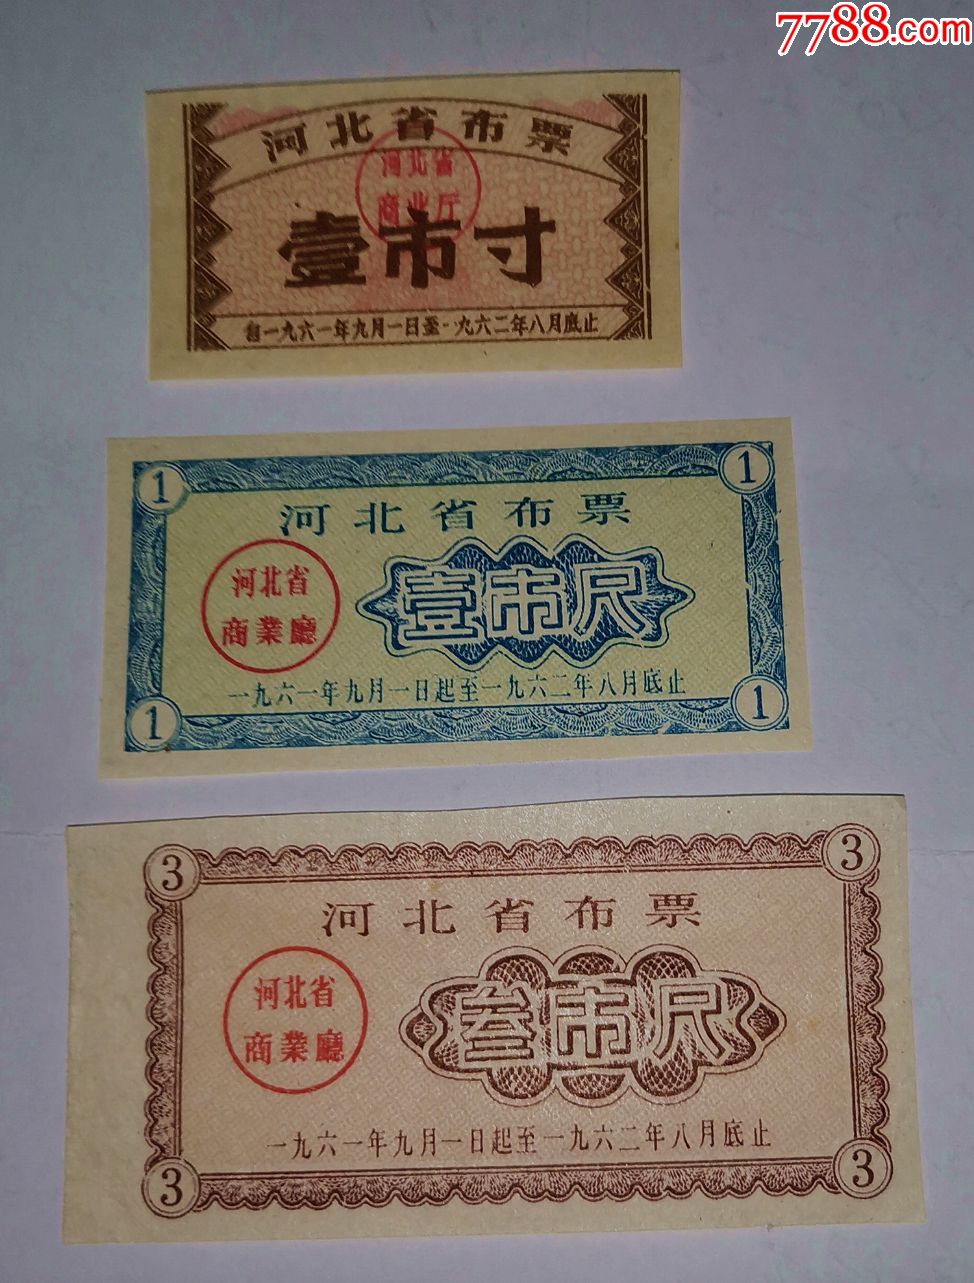 7788.com
河北省布票
河北省
商业厅
壹市寸
自一九六一年九月一日至一九六二年八月底止
1
1
河北省布票
河北省
商業廳
壹市尺
一九六一年九月一日起至一九六二年八月底止
1
1
3
3
河北省布票
河北省
商業廳
叁市尺
一九六一年九月一日起至一九六二年八月底止
3
3